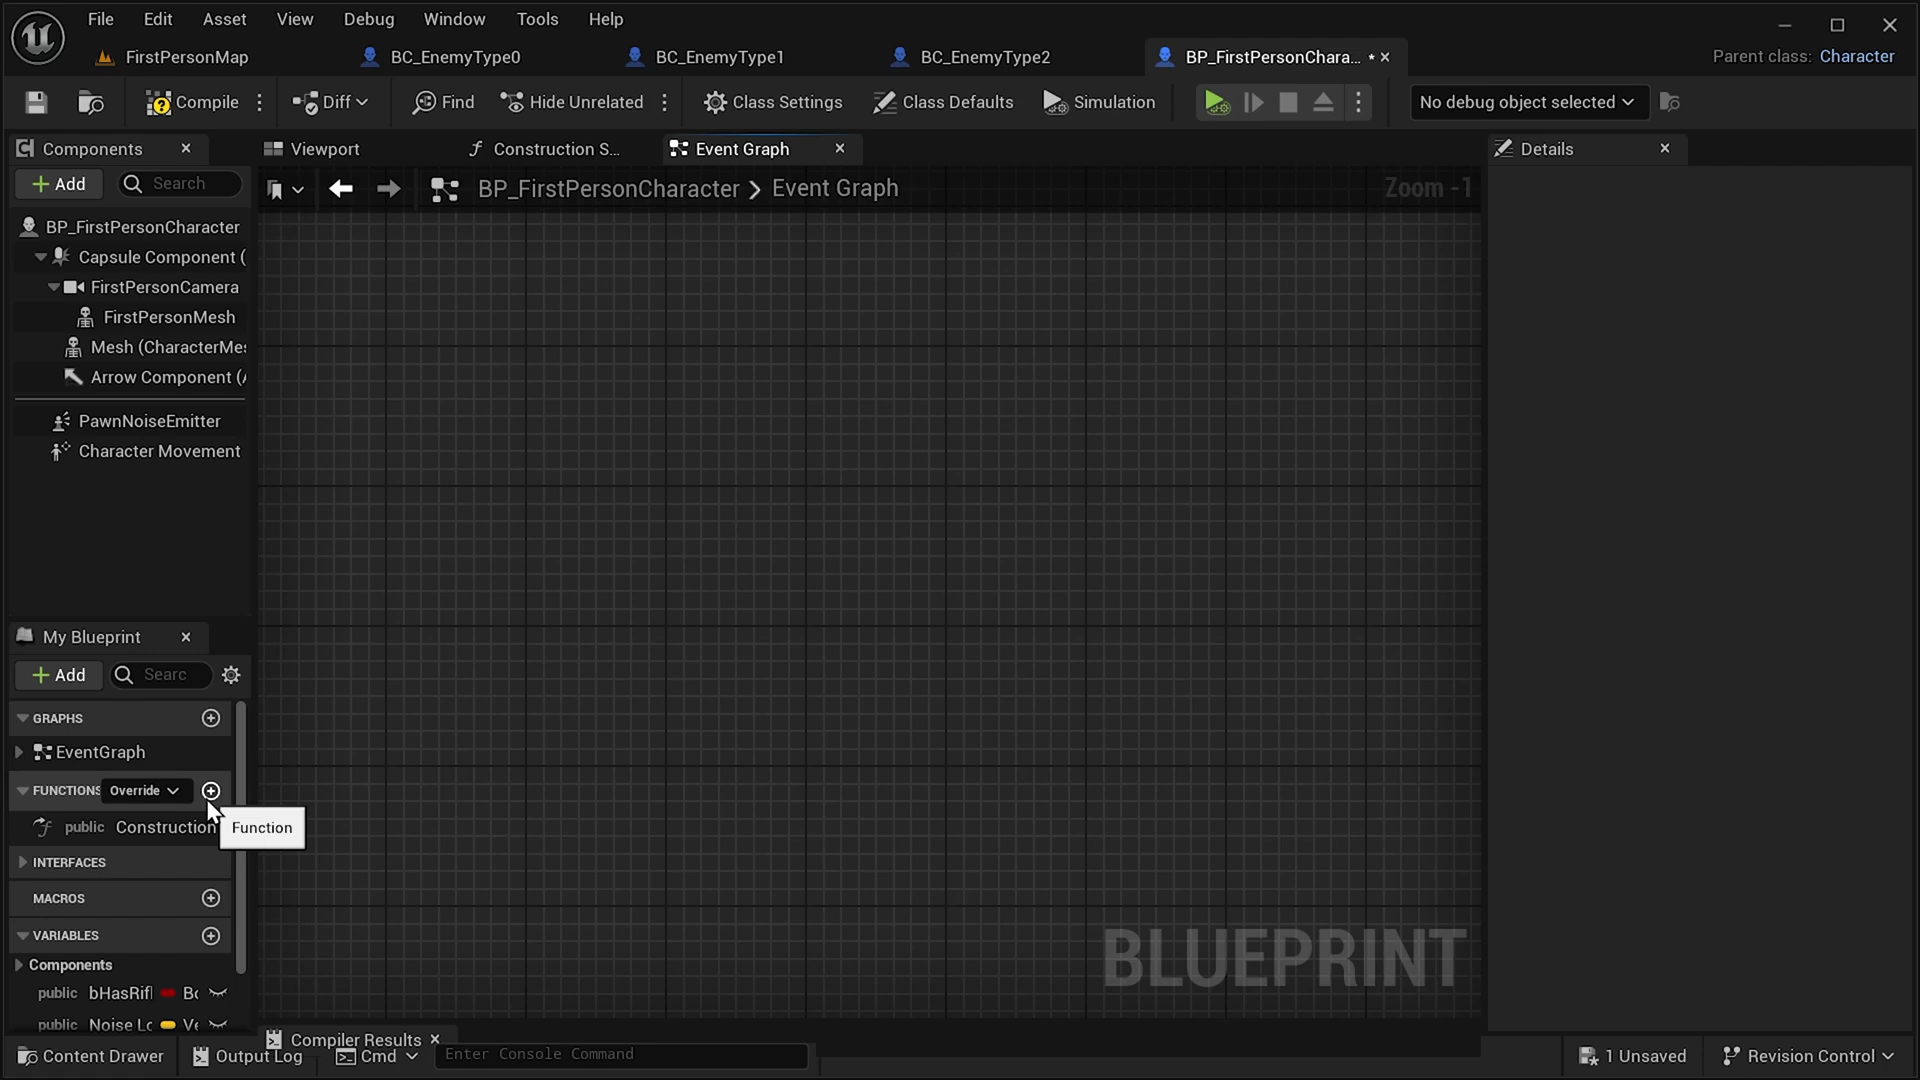 File Edit Asset View Debug Window Tools Help
FirstPersonMap BC_EnemyType0 BC_EnemyType1 BC_EnemyType2 BP_FirstPersonChara... • Parent class: Character
Compile Diff Find Hide Unrelated Class Settings Class Defaults Simulation No debug object selected
Components Viewport Construction S... Event Graph Details
+ Add Search BP_FirstPersonCharacter > Event Graph Zoom -1
BP_FirstPersonCharacter
Capsule Component (
FirstPersonCamera
FirstPersonMesh
Mesh (CharacterMes
Arrow Component (
PawnNoiseEmitter
Character Movement
My Blueprint
+ Add Searc
GRAPHS
EventGraph
FUNCTIONS Override
public Construction
Function
INTERFACES
MACROS
VARIABLES
Components
public bHasRifl Bo
public Noise Lo Ve
BLUEPRINT
Compiler Results
Content Drawer Output Log Cmd Enter Console Command 1 Unsaved Revision Control